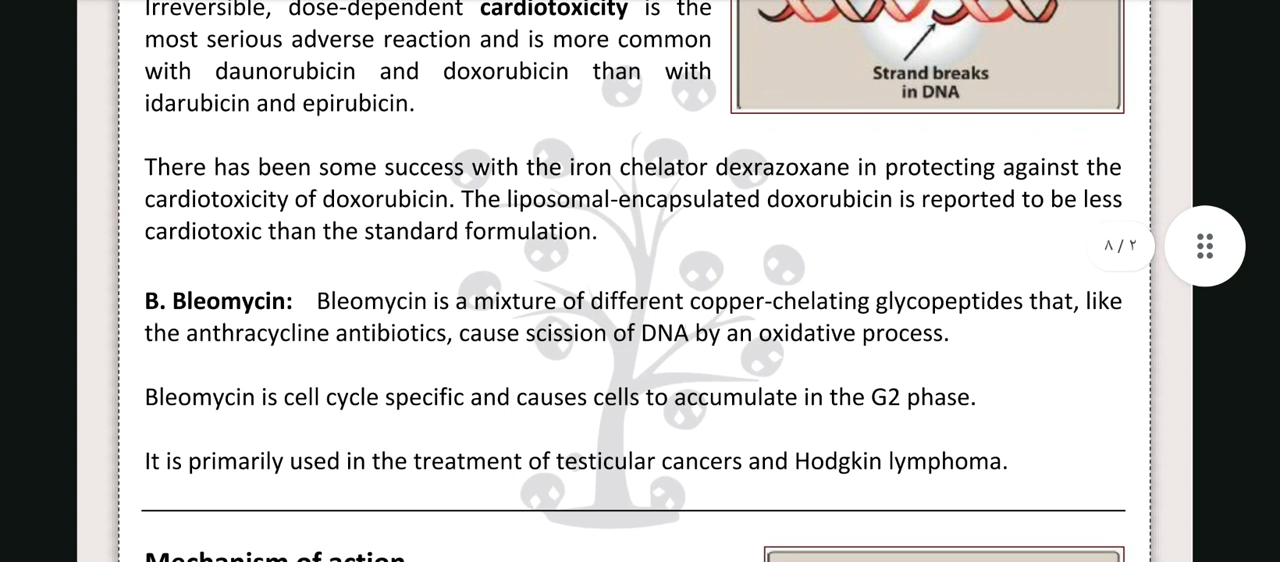 Irreversible, dose-dependent cardiotoxicity is the
most serious adverse reaction and is more common
with daunorubicin and doxorubicin than with
idarubicin and epirubicin.
Strand breaks
in DNA
There has been some success with the iron chelator dexrazoxane in protecting against the
cardiotoxicity of doxorubicin. The liposomal-encapsulated doxorubicin is reported to be less
cardiotoxic than the standard formulation.
٨ / ٢
B. Bleomycin: Bleomycin is a mixture of different copper-chelating glycopeptides that, like
the anthracycline antibiotics, cause scission of DNA by an oxidative process.
Bleomycin is cell cycle specific and causes cells to accumulate in the G2 phase.
It is primarily used in the treatment of testicular cancers and Hodgkin lymphoma.
Mechanism of action